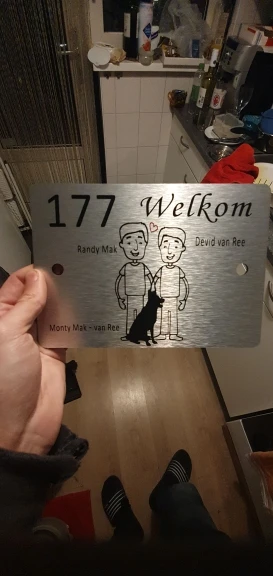 177 Welkom
Randy Mak
Devid van Ree
Monty Mak - van Ree